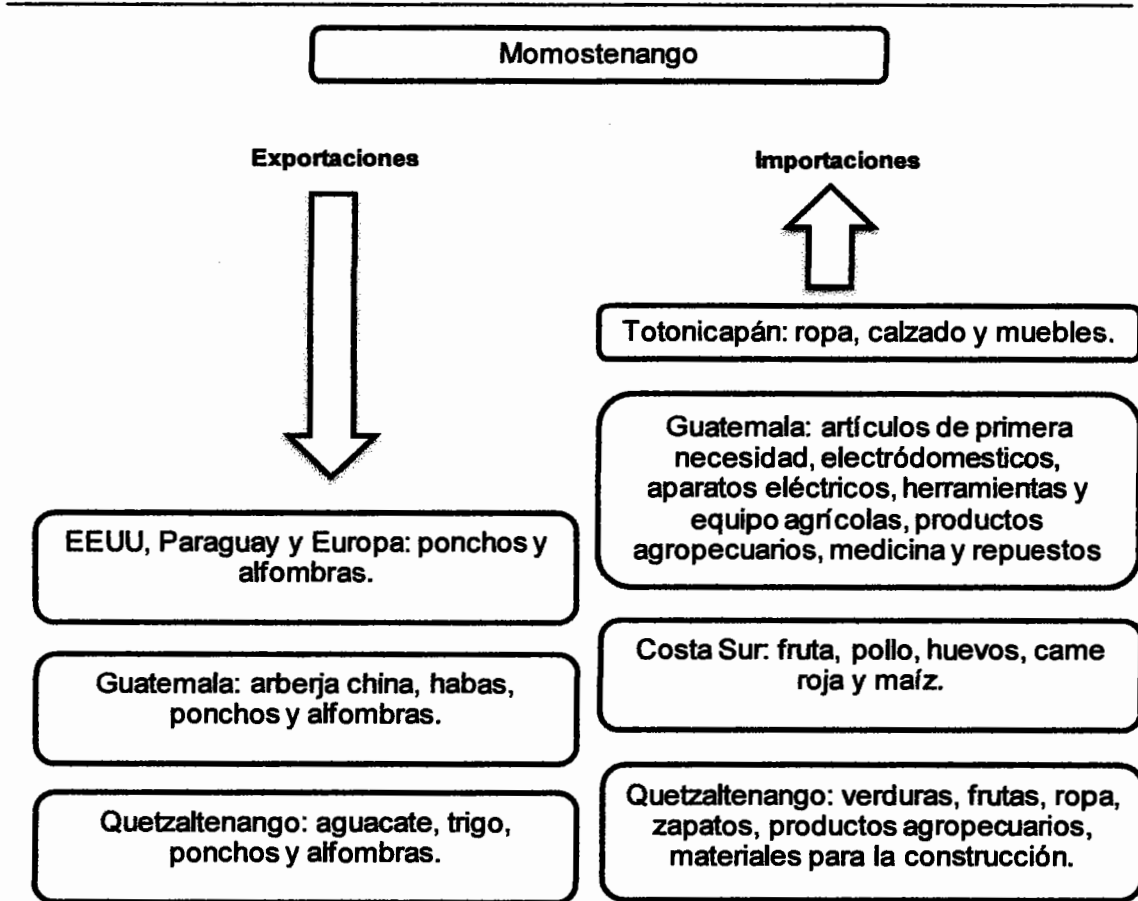 Momostenango
Exportaciones
EEUU, Paraguay y Europa: ponchos y
alfombras.
Guatemala: arberja china, habas,
ponchos y alfombras.
Quetzaltenango: aguacate, trigo,
ponchos y alfombras.
Importaciones
Totonicapán: ropa, calzado y muebles.
Guatemala: artículos de primera
necesidad, electródomesticos,
aparatos eléctricos, herramientas y
equipo agrícolas, productos
agropecuarios, medicina y repuestos
Costa Sur: fruta, pollo, huevos, carne
roja y maíz.
Quetzaltenango: verduras, frutas, ropa,
zapatos, productos agropecuarios,
materiales para la construcción.